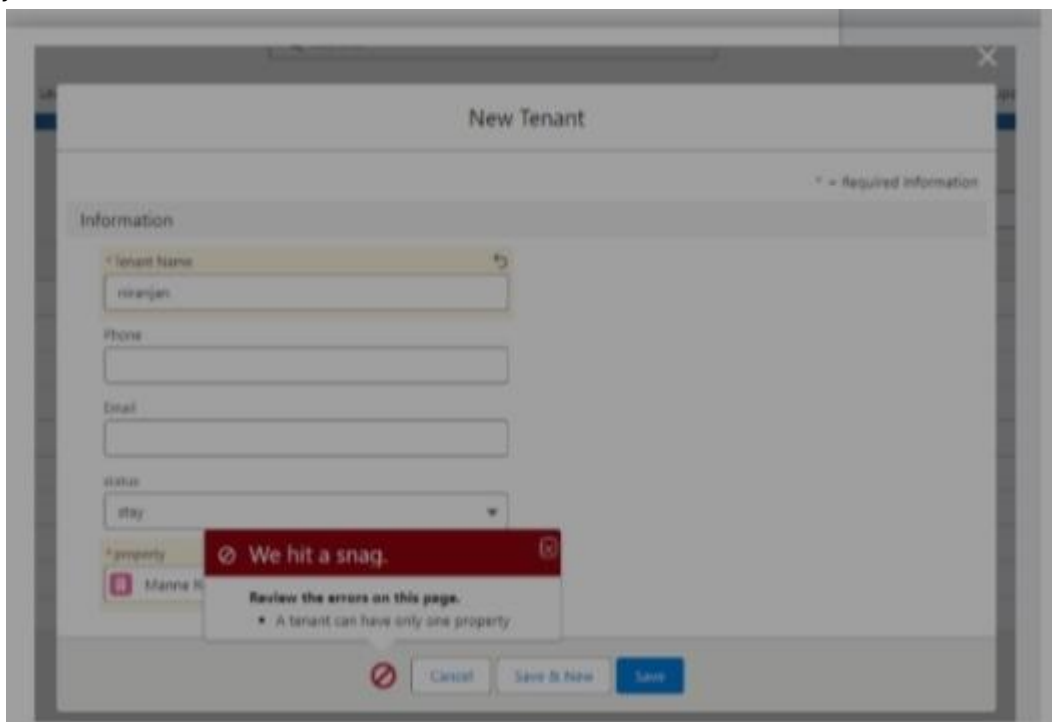 New Tenant
* = Required Information
Information
* Tenant Name
niranjan
Phone
Email
status
stay
* property
Manne
We hit a snag.
Review the errors on this page.
• A tenant can have only one property
Cancel
Save & New
Save